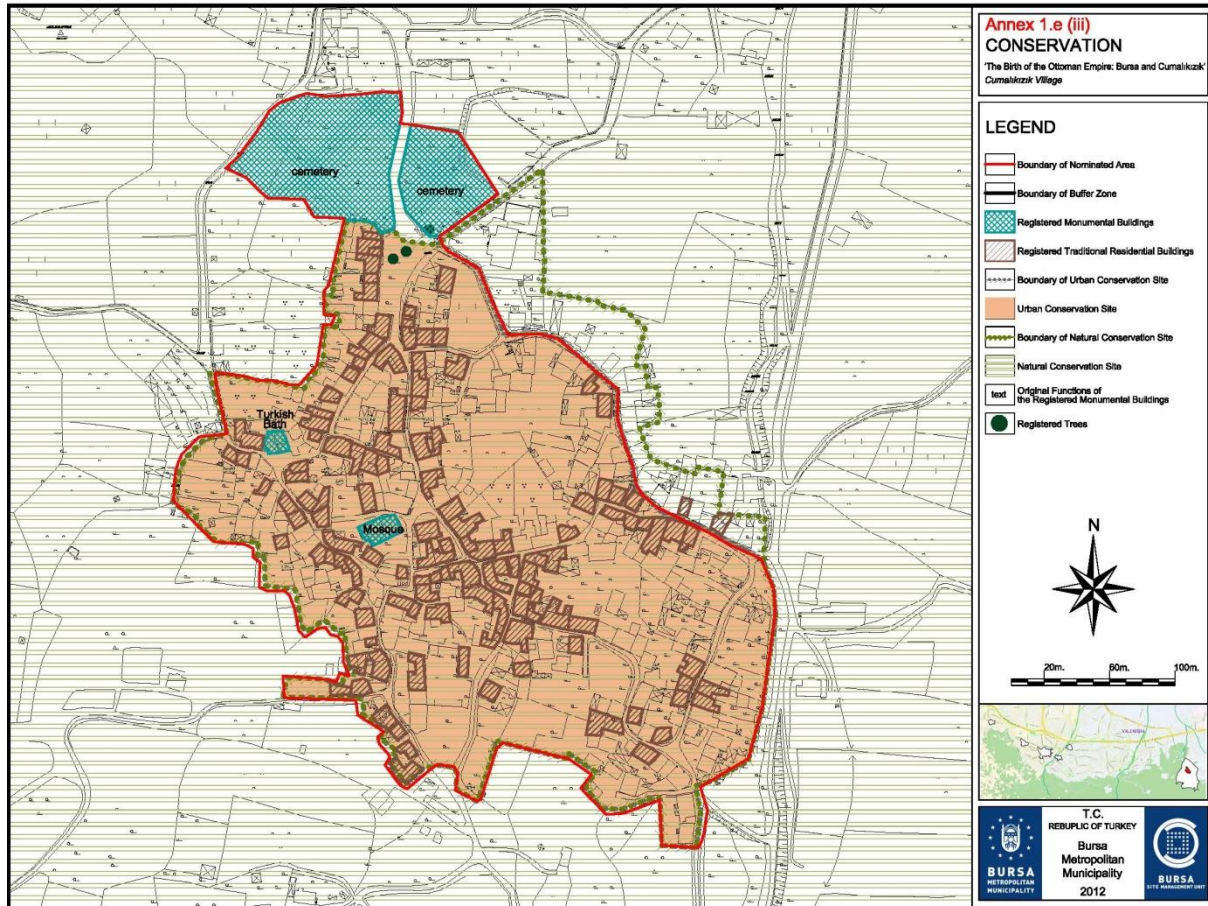 Annex 1.e (iii)
CONSERVATION
'The Birth of the Ottoman Empire: Bursa and Cumalıkızık'
Cumalıkızık Village
LEGEND
Boundary of Nominated Area
Boundary of Buffer Zone
Registered Monumental Buildings
Registered Traditional Residential Buildings
Boundary of Urban Conservation Site
Urban Conservation Site
Boundary of Natural Conservation Site
Natural Conservation Site
text
Original Functions of
the Registered Monumental Buildings
Registered Trees
cemetery
cemetery
Turkish
Bath
Mosque
N
20m. 60m. 100m.
T.C.
REBUPLIC OF TURKEY
Bursa
Metropolitan
Municipality
2012
BURSA
METROPOLITAN
MUNICIPALITY
BURSA
SITE MANAGEMENT UNIT